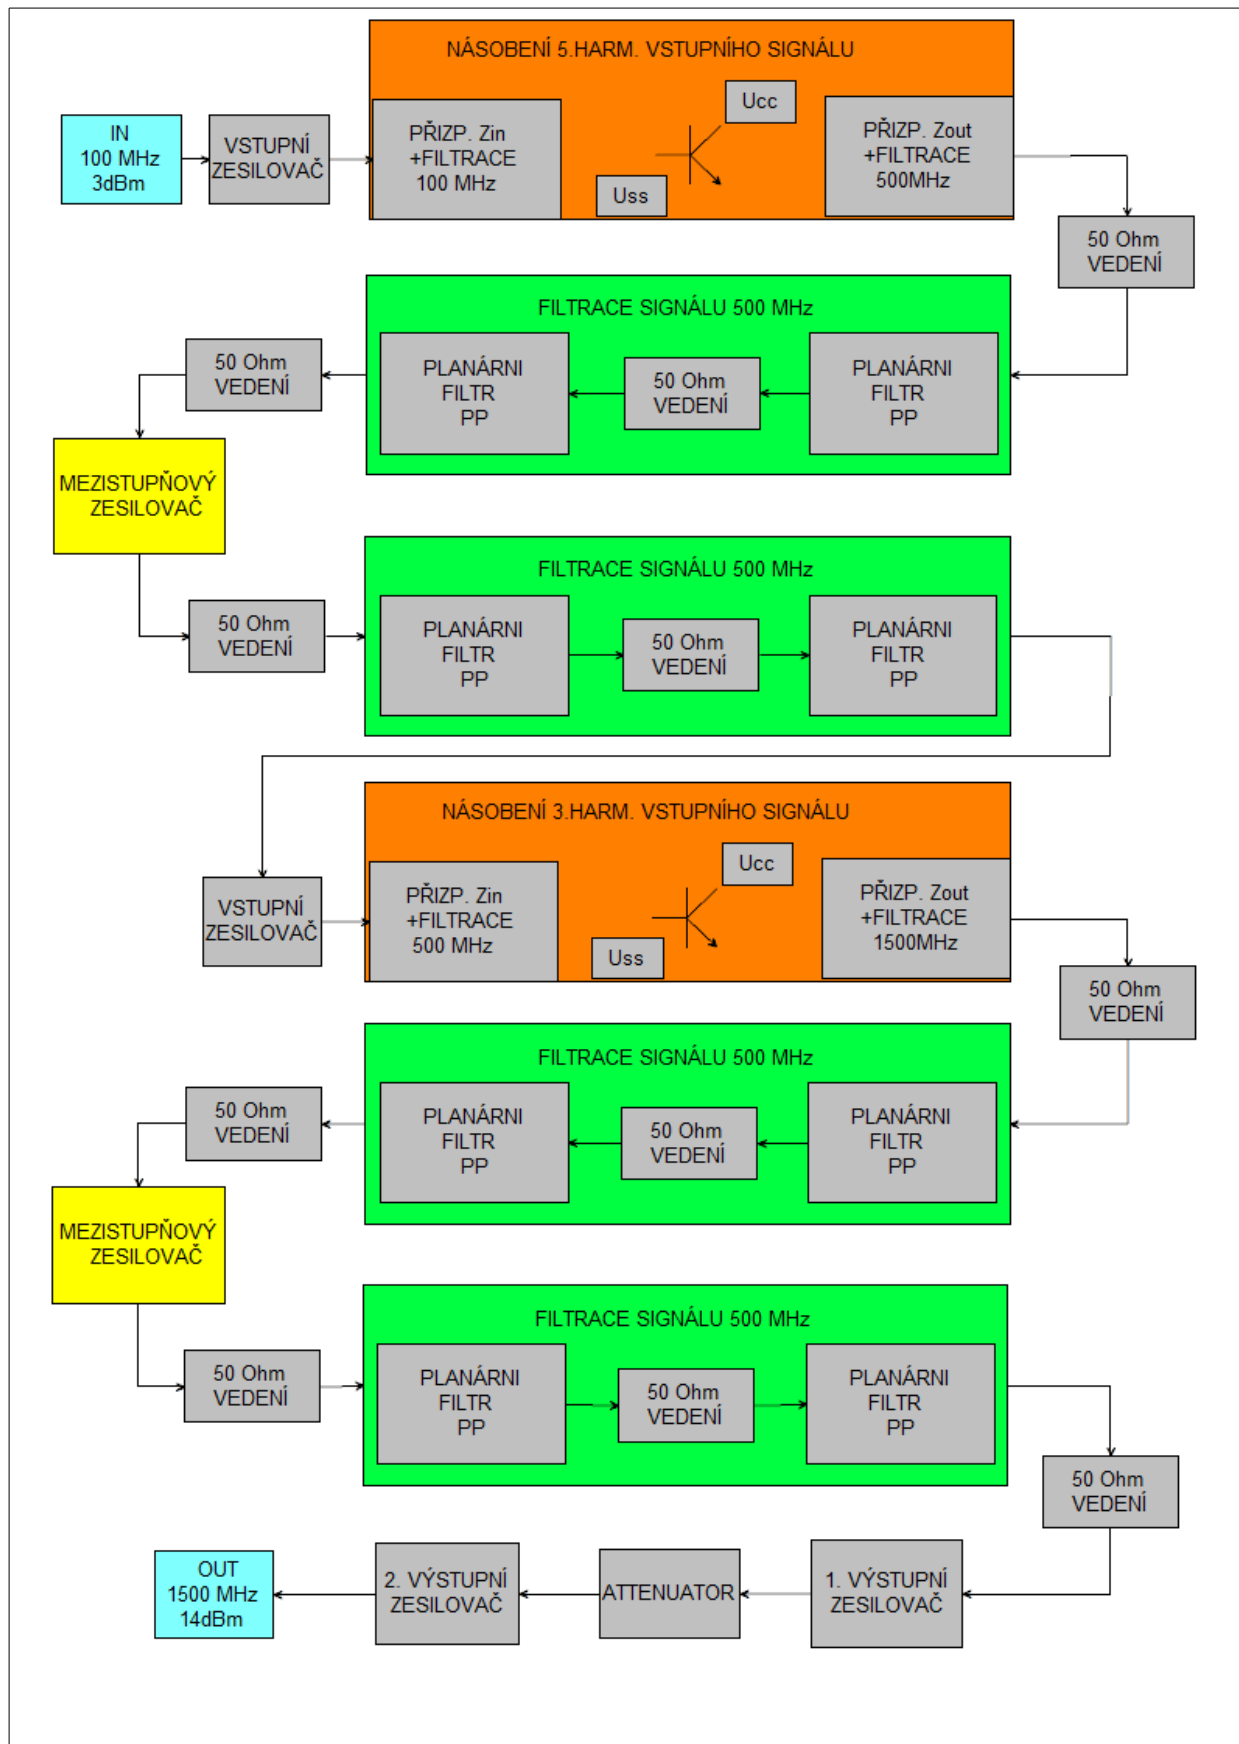 NÁSOBENÍ 5.HARM. VSTUPNÍHO SIGNÁLU
IN
100 MHz
3dBm
VSTUPNÍ
ZESILOVAČ
PŘIZP. Zin
+FILTRACE
100 MHz
Ucc
Uss
PŘIZP. Zout
+FILTRACE
500MHz
50 Ohm
VEDENÍ
FILTRACE SIGNÁLU 500 MHz
PLANÁRNI
FILTR
PP
50 Ohm
VEDENÍ
PLANÁRNI
FILTR
PP
50 Ohm
VEDENÍ
MEZISTUPŇOVÝ
ZESILOVAČ
50 Ohm
VEDENÍ
FILTRACE SIGNÁLU 500 MHz
PLANÁRNI
FILTR
PP
50 Ohm
VEDENÍ
PLANÁRNI
FILTR
PP
NÁSOBENÍ 3.HARM. VSTUPNÍHO SIGNÁLU
VSTUPNÍ
ZESILOVAČ
PŘIZP. Zin
+FILTRACE
500 MHz
Ucc
Uss
PŘIZP. Zout
+FILTRACE
1500MHz
50 Ohm
VEDENÍ
FILTRACE SIGNÁLU 500 MHz
PLANÁRNI
FILTR
PP
50 Ohm
VEDENÍ
PLANÁRNI
FILTR
PP
50 Ohm
VEDENÍ
MEZISTUPŇOVÝ
ZESILOVAČ
50 Ohm
VEDENÍ
FILTRACE SIGNÁLU 500 MHz
PLANÁRNI
FILTR
PP
50 Ohm
VEDENÍ
PLANÁRNI
FILTR
PP
50 Ohm
VEDENÍ
1. VÝSTUPNÍ
ZESILOVAČ
ATTENUATOR
2. VÝSTUPNÍ
ZESILOVAČ
OUT
1500 MHz
14dBm